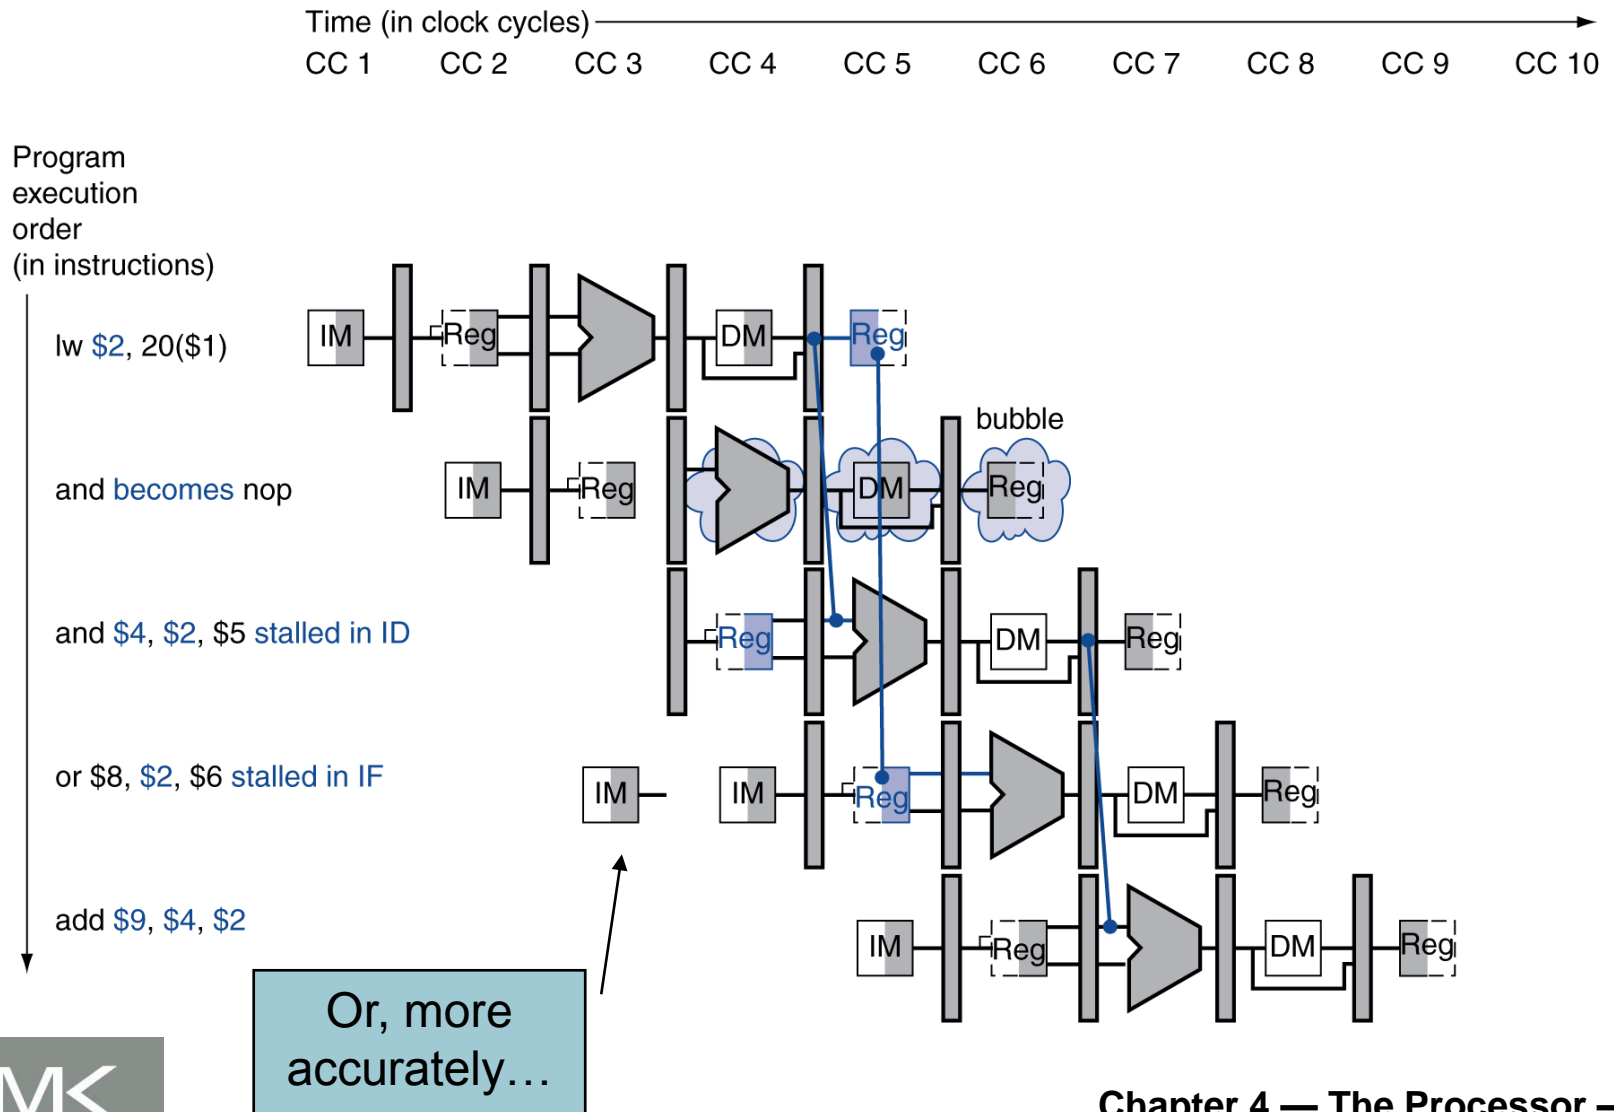 Time (in clock cycles)
CC 1 CC 2 CC 3 CC 4 CC 5 CC 6 CC 7 CC 8 CC 9 CC 10
Program
execution
order
(in instructions)
lw $2, 20($1)
IM Reg DM Reg
bubble
and becomes nop
IM Reg DM Reg
and $4, $2, $5 stalled in ID
Reg DM Reg
or $8, $2, $6 stalled in IF
IM IM Reg DM Reg
add $9, $4, $2
IM Reg DM Reg
Or, more
accurately…
MK
Chapter 4 — The Processor —